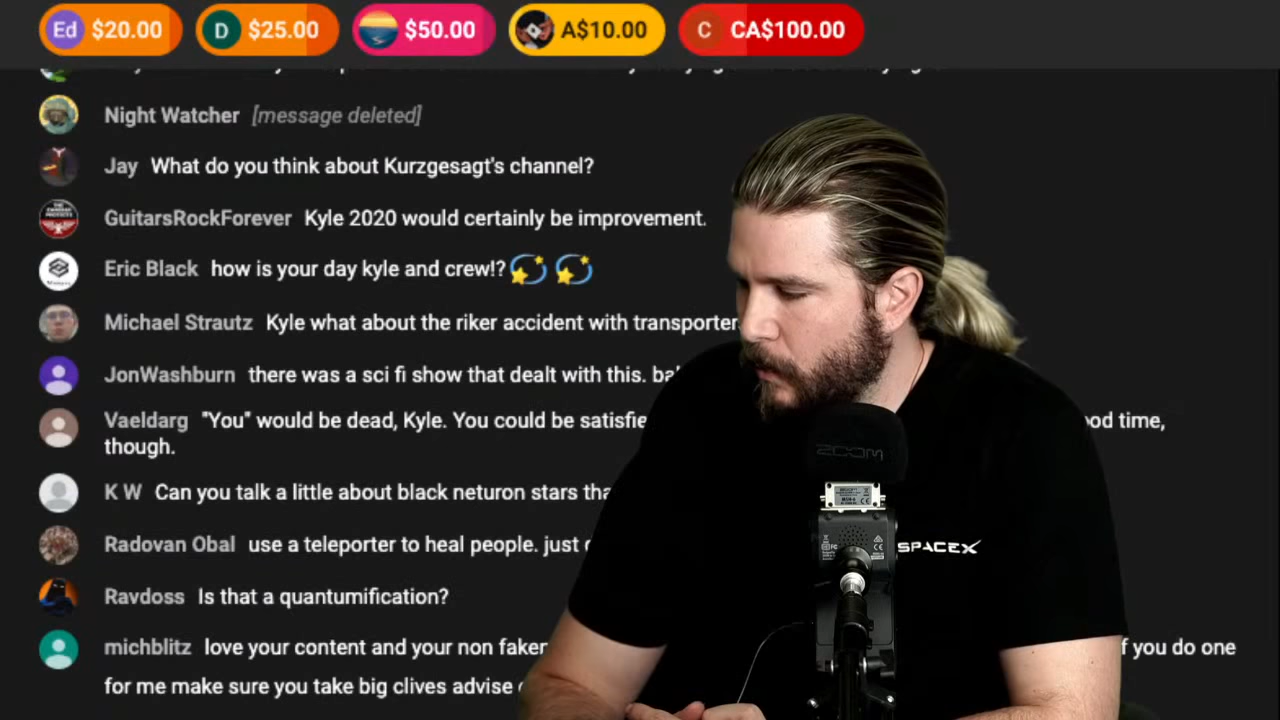 Ed $20.00 D $25.00 $50.00 A$10.00 C CA$100.00
Night Watcher [message deleted]
Jay What do you think about Kurzgesagt's channel?
GuitarsRockForever Kyle 2020 would certainly be improvement.
Eric Black how is your day kyle and crew!?
Michael Strautz Kyle what about the riker accident with transporter
JonWashburn there was a sci fi show that dealt with this.
Vaeldarg "You" would be dead, Kyle. You could be time,
though.
K W Can you talk a little about black neturon stars
Radovan Obal use a teleporter to heal people. just
zoom
SPACEX
Ravdoss Is that a quantumification?
michblitz love your content and your non if you do one
for me make sure you take big clives advise